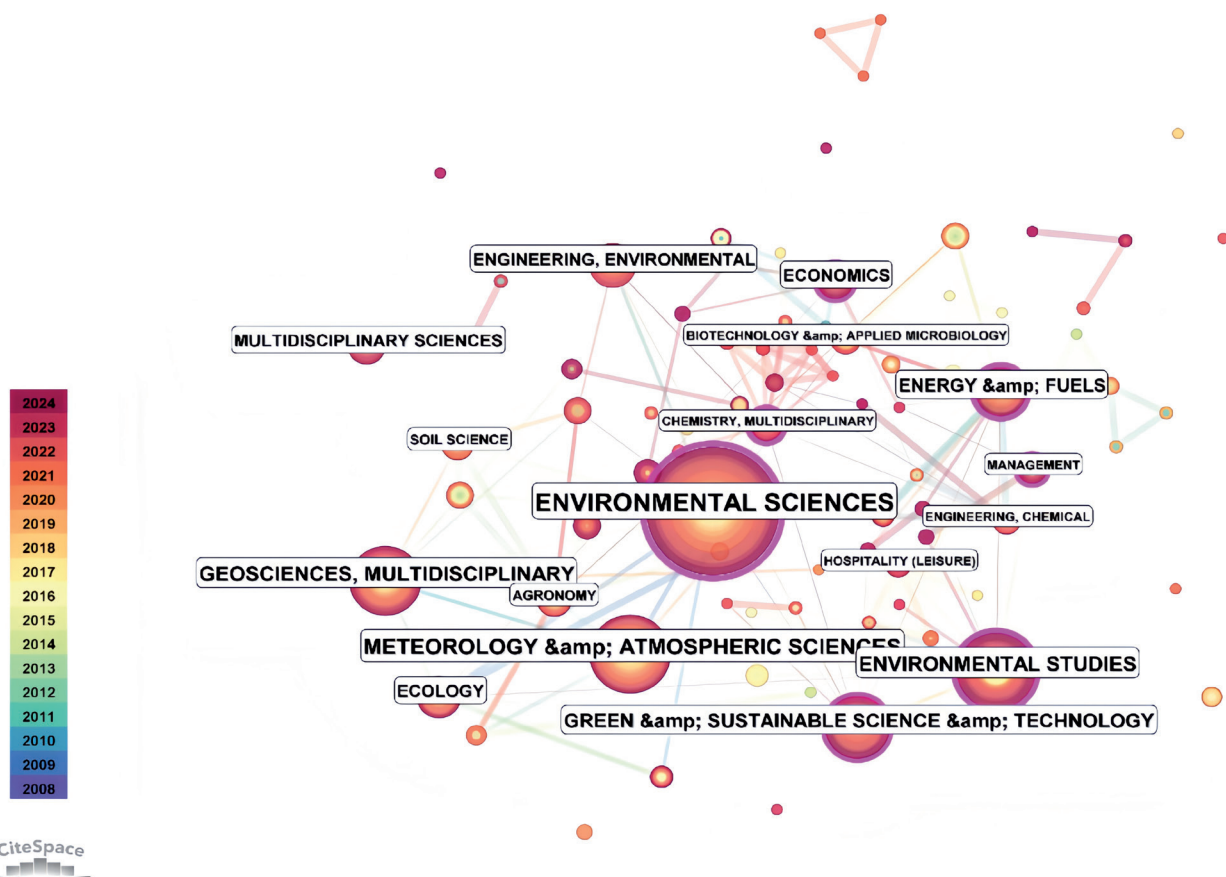 ENGINEERING, ENVIRONMENTAL
ECONOMICS
MULTIDISCIPLINARY SCIENCES
BIOTECHNOLOGY &amp; APPLIED MICROBIOLOGY
ENERGY &amp; FUELS
CHEMISTRY, MULTIDISCIPLINARY
SOIL SCIENCE
MANAGEMENT
ENVIRONMENTAL SCIENCES
ENGINEERING, CHEMICAL
HOSPITALITY (LEISURE)
GEOSCIENCES, MULTIDISCIPLINARY
AGRONOMY
METEOROLOGY &amp; ATMOSPHERIC SCIENCES
ENVIRONMENTAL STUDIES
ECOLOGY
GREEN &amp; SUSTAINABLE SCIENCE &amp; TECHNOLOGY
2024
2023
2022
2021
2020
2019
2018
2017
2016
2015
2014
2013
2012
2011
2010
2009
2008
CiteSpace